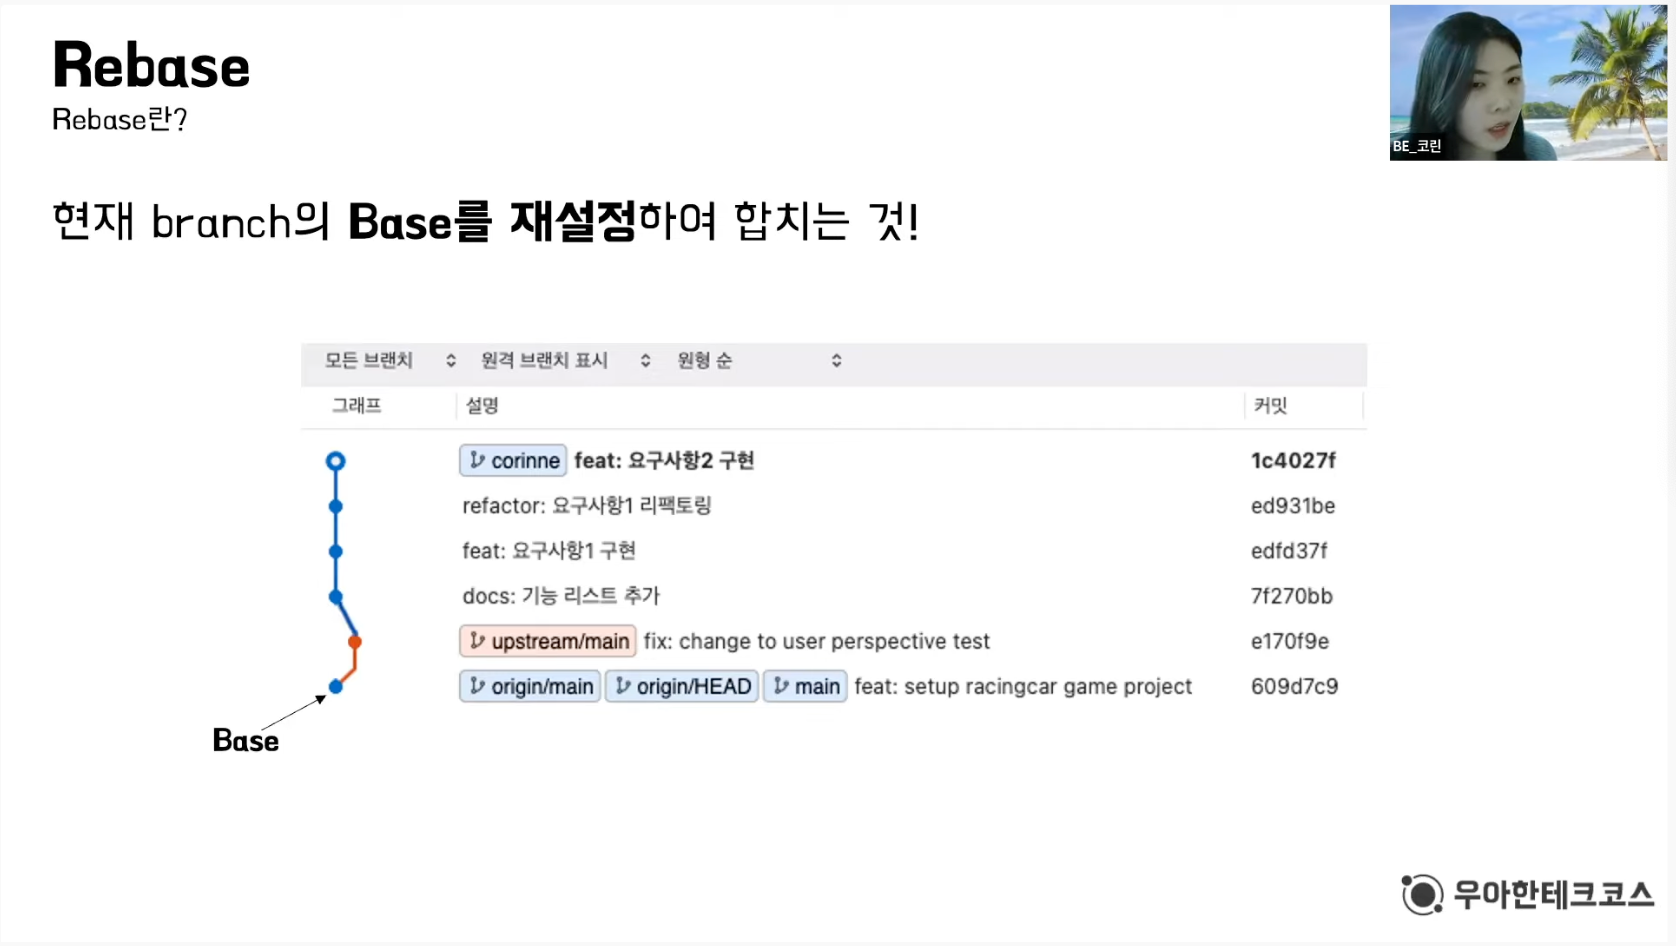 Rebase
Rebase란?
BE_코린
현재 branch의 Base를 재설정하여 합치는 것!
모든 브랜치 원격 브랜치 표시 원형 순
그래프 설명 커밋
corinne feat: 요구사항2 구현 1c4027f
refactor: 요구사항1 리팩토링 ed931be
feat: 요구사항1 구현 edfd37f
docs: 기능 리스트 추가 7f270bb
upstream/main fix: change to user perspective test e170f9e
origin/main origin/HEAD main feat: setup racingcar game project 609d7c9
Base
우아한테크코스